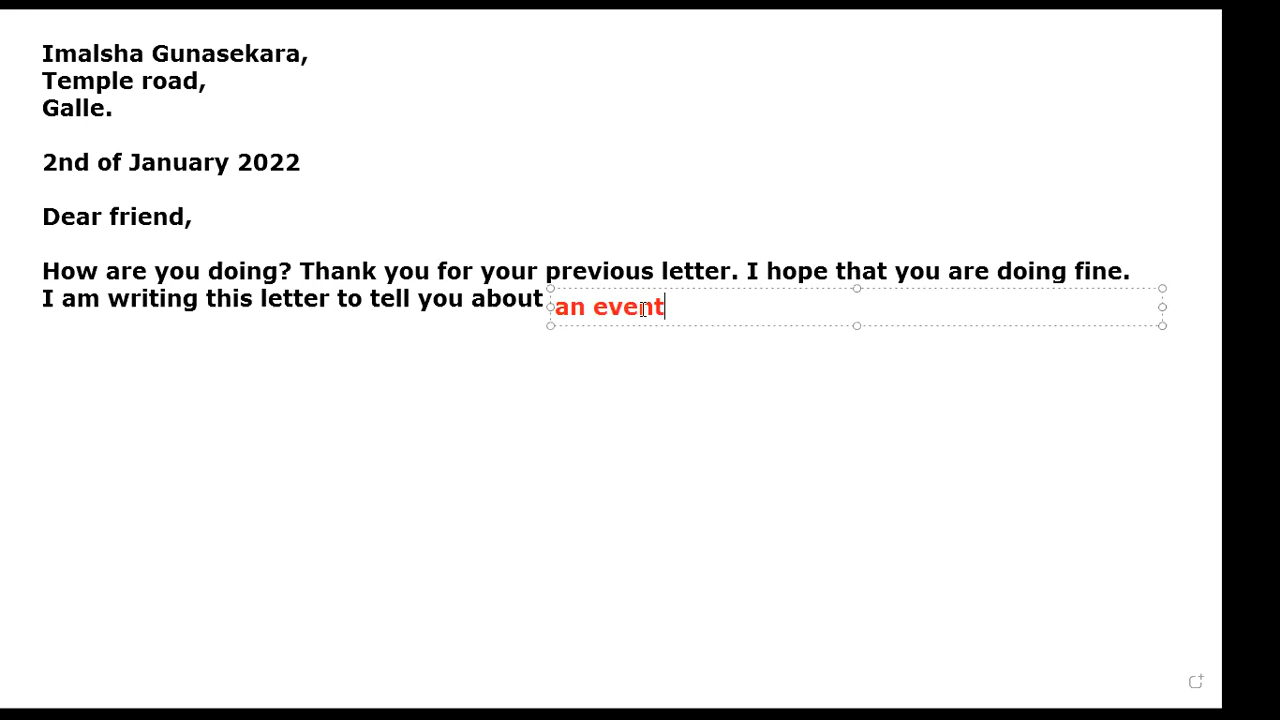 Imalsha Gunasekara,
Temple road,
Galle.
2nd of January 2022
Dear friend,
How are you doing? Thank you for your previous letter. I hope that you are doing fine.
I am writing this letter to tell you about an event